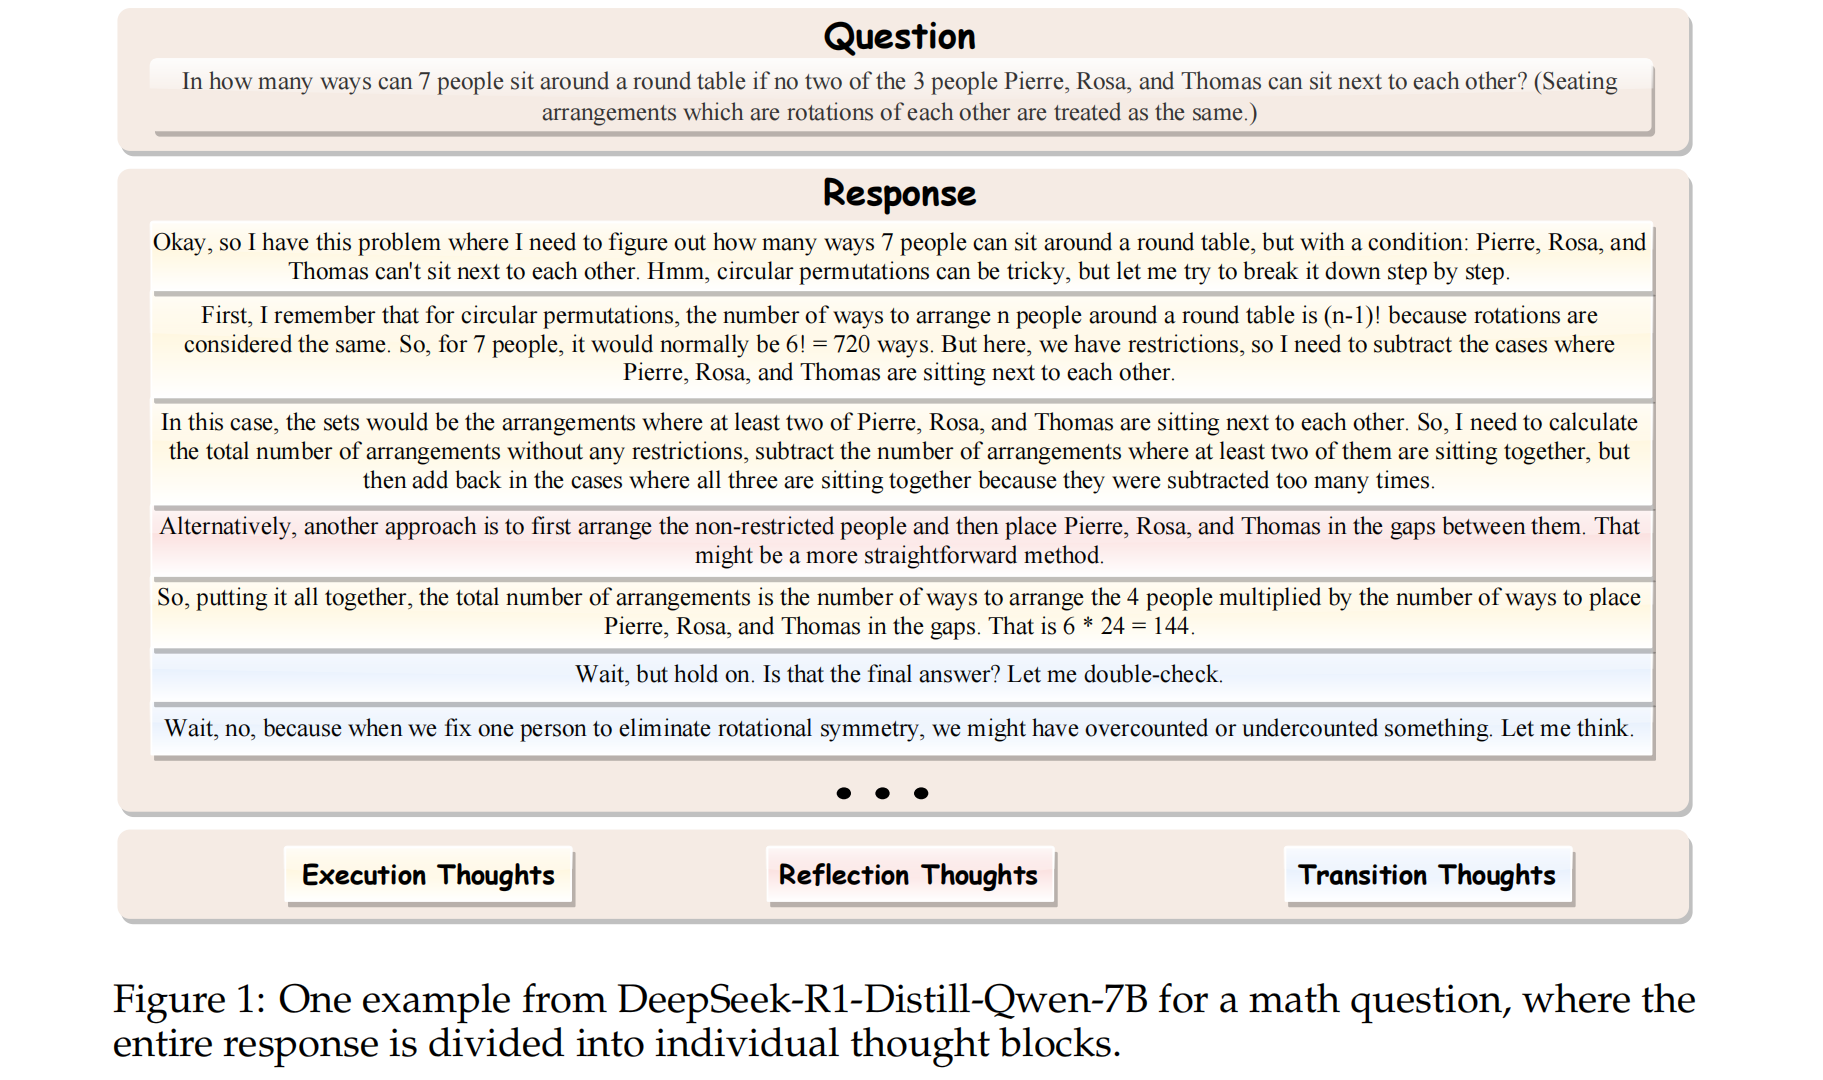 Question
In how many ways can 7 people sit around a round table if no two of the 3 people Pierre, Rosa, and Thomas can sit next to each other? (Seating
arrangements which are rotations of each other are treated as the same.)
Response
Okay, so I have this problem where I need to figure out how many ways 7 people can sit around a round table, but with a condition: Pierre, Rosa, and
Thomas can't sit next to each other. Hmm, circular permutations can be tricky, but let me try to break it down step by step.
First, I remember that for circular permutations, the number of ways to arrange n people around a round table is (n-1)! because rotations are
considered the same. So, for 7 people, it would normally be 6! = 720 ways. But here, we have restrictions, so I need to subtract the cases where
Pierre, Rosa, and Thomas are sitting next to each other.
In this case, the sets would be the arrangements where at least two of Pierre, Rosa, and Thomas are sitting next to each other. So, I need to calculate
the total number of arrangements without any restrictions, subtract the number of arrangements where at least two of them are sitting together, but
then add back in the cases where all three are sitting together because they were subtracted too many times.
Alternatively, another approach is to first arrange the non-restricted people and then place Pierre, Rosa, and Thomas in the gaps between them. That
might be a more straightforward method.
So, putting it all together, the total number of arrangements is the number of ways to arrange the 4 people multiplied by the number of ways to place
Pierre, Rosa, and Thomas in the gaps. That is 6 * 24 = 144.
Wait, but hold on. Is that the final answer? Let me double-check.
Wait, no, because when we fix one person to eliminate rotational symmetry, we might have overcounted or undercounted something. Let me think.
• • •
Execution Thoughts
Reflection Thoughts
Transition Thoughts
Figure 1: One example from DeepSeek-R1-Distill-Qwen-7B for a math question, where the
entire response is divided into individual thought blocks.